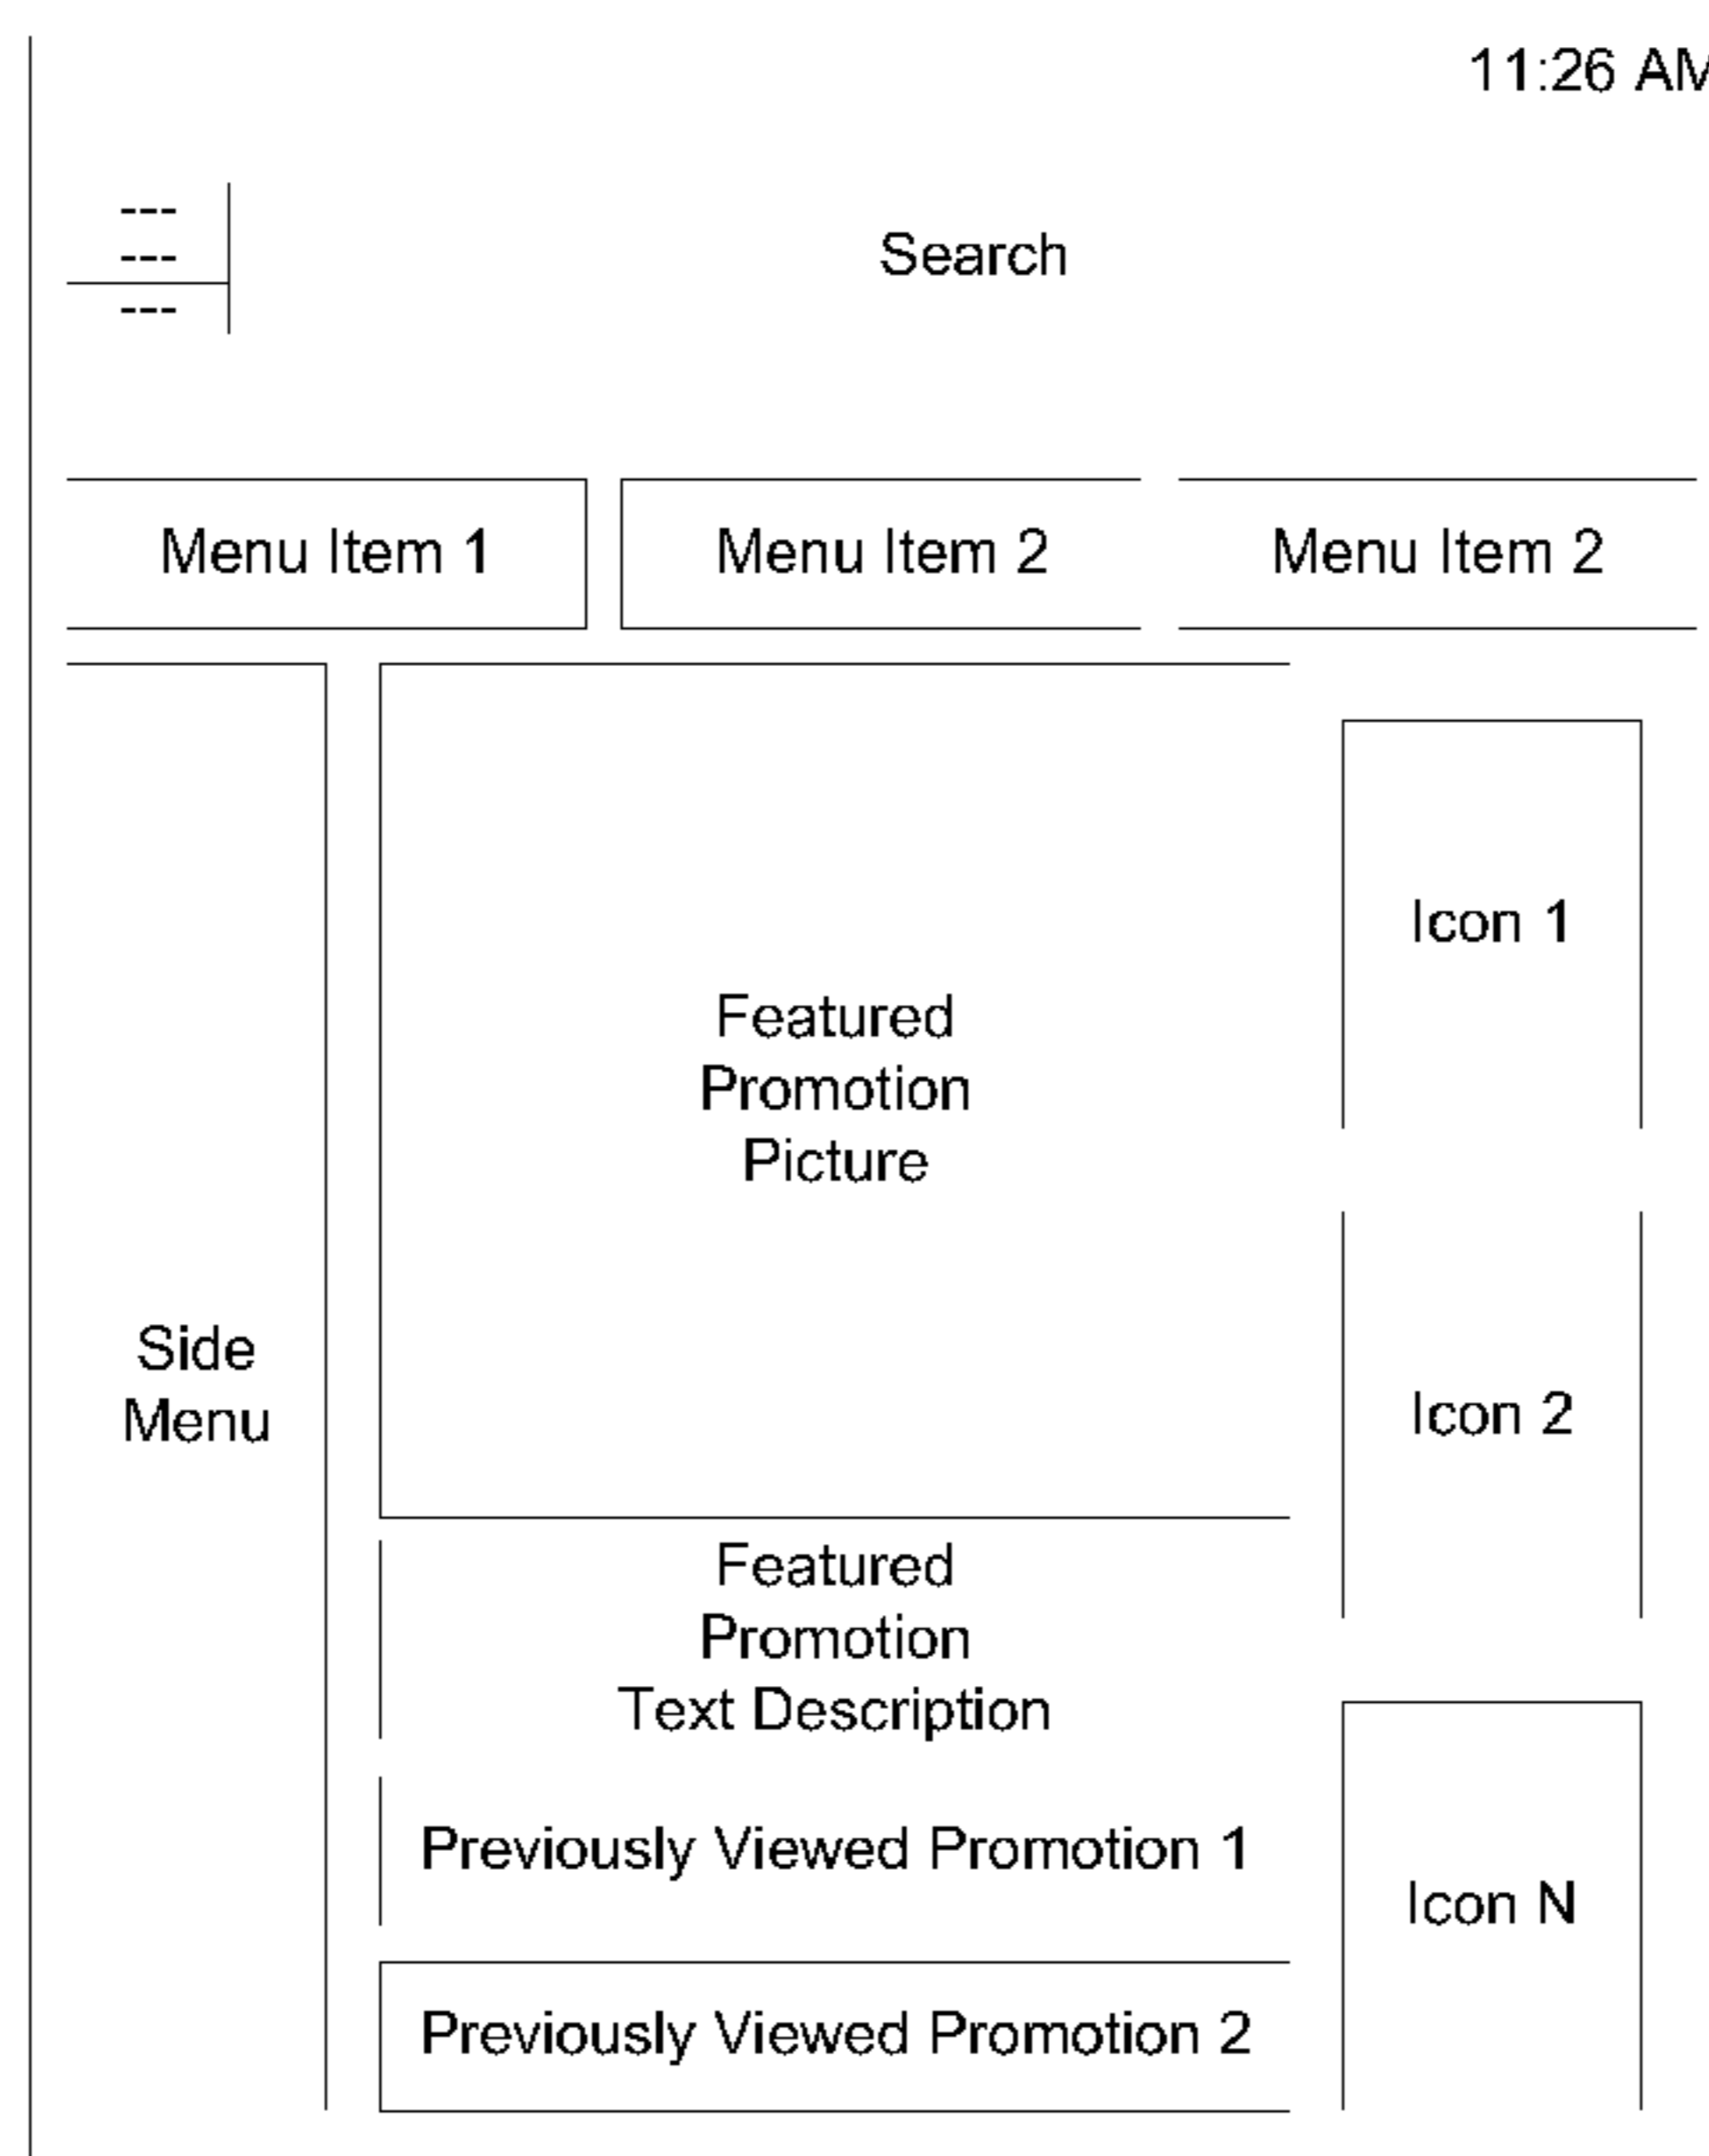 11:26 AM
---
---
---
Search
Menu Item 1
Menu Item 2
Menu Item 2
Side
Menu
Featured
Promotion
Picture
Featured
Promotion
Text Description
Previously Viewed Promotion 1
Previously Viewed Promotion 2
Icon 1
Icon 2
Icon N